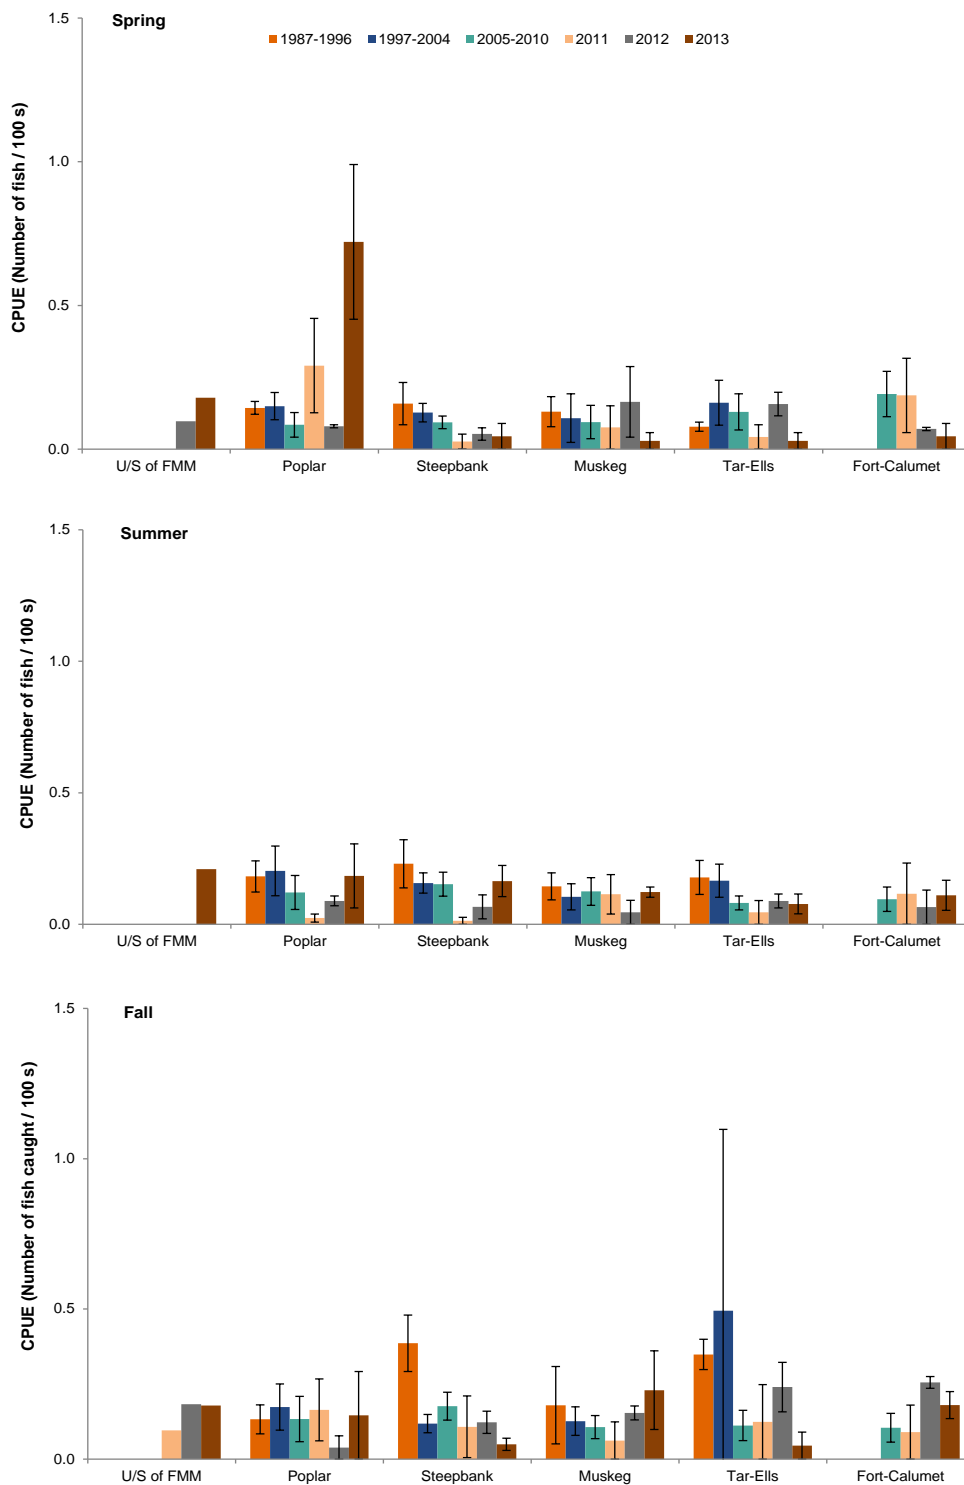 Spring
1987-1996 1997-2004 2005-2010 2011 2012 2013
CPUE (Number of fish / 100 s)
1.5
1.0
0.5
0.0
U/S of FMM Poplar Steepbank Muskeg Tar-Ells Fort-Calumet
Summer
CPUE (Number of fish / 100 s)
1.5
1.0
0.5
0.0
U/S of FMM Poplar Steepbank Muskeg Tar-Ells Fort-Calumet
Fall
CPUE (Number of fish caught / 100 s)
1.5
1.0
0.5
0.0
U/S of FMM Poplar Steepbank Muskeg Tar-Ells Fort-Calumet